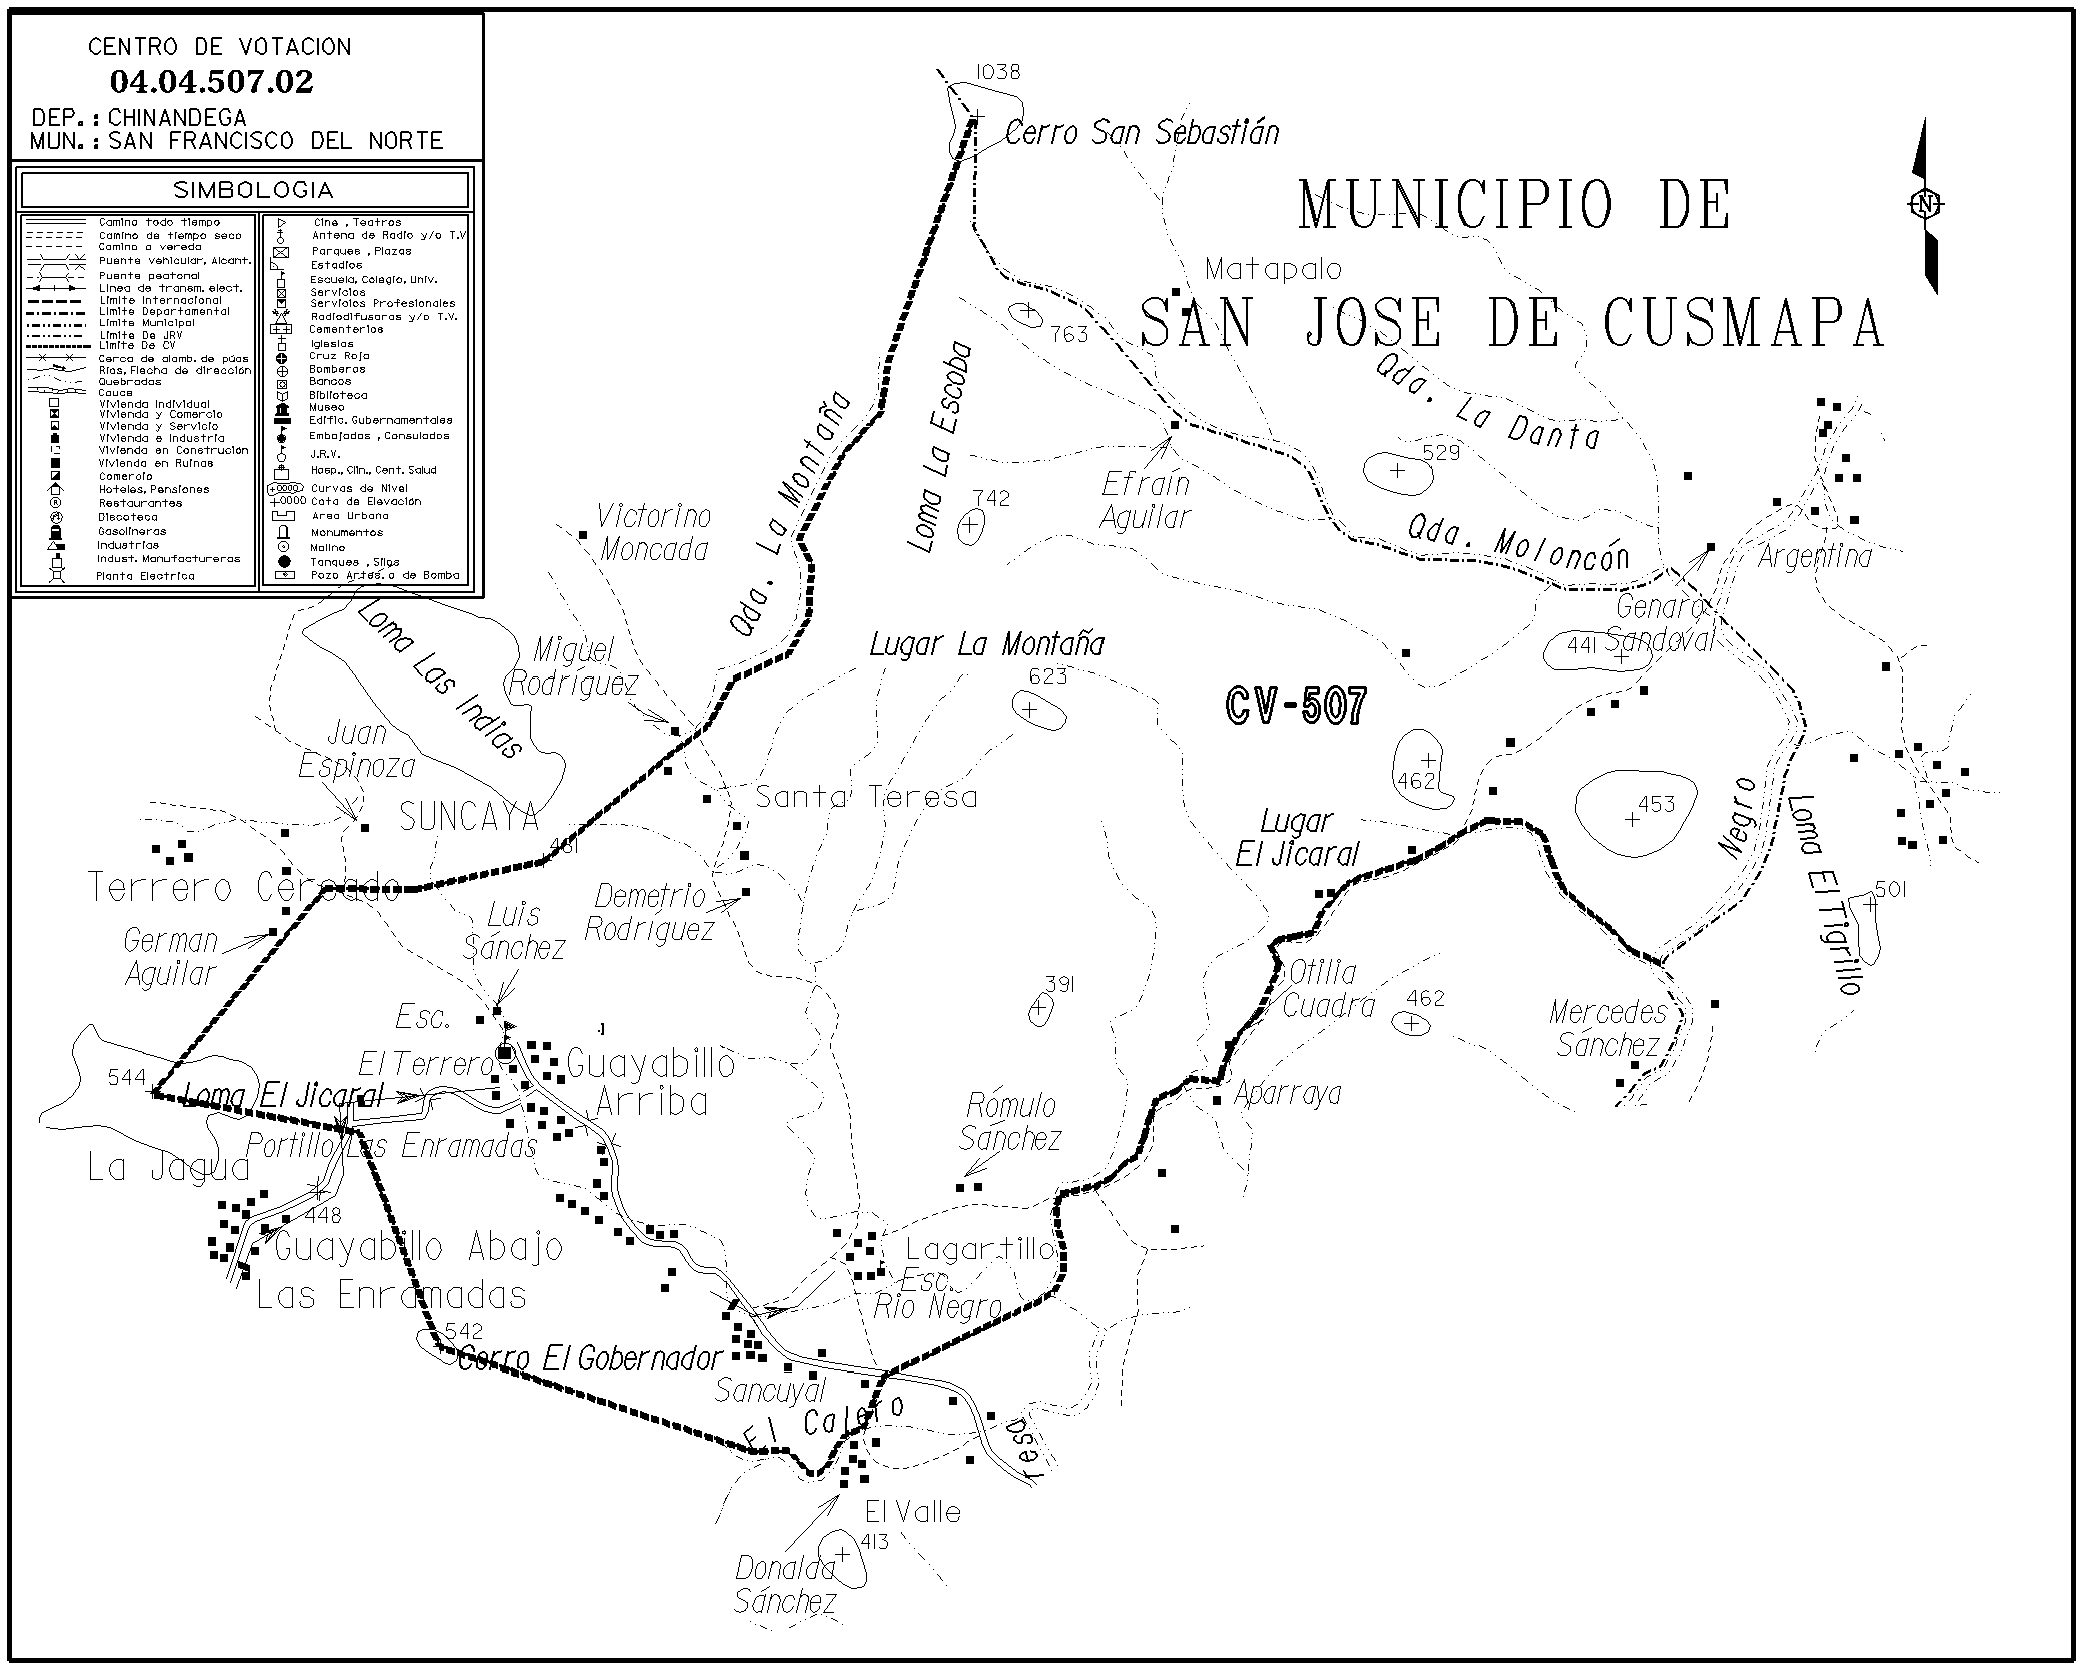 CENTRO DE VOTACION
04.04.507.02
DEP.: CHINANDEGA
MUN.: SAN FRANCISCO DEL NORTE
SIMBOLOGIA
Camino todo tiempo
Camino de tiempo seco
Camino o vereda
Puente vehicular, Alcant.
Puente peatonal
Linea de transm. elect.
Limite Internacional
Limite Departamental
Limite Municipal
Limite De JRV
Limite De CV
Cerca de alamb. de púas
Rios, Flecha de dirección
Quebradas
Cauce
Vivienda Individual
Vivienda y Comercio
Vivienda y Servicio
Vivienda e Industria
Vivienda en Construción
Vivienda en Ruinas
Comercio
Hoteles, Pensiones
Restaurantes
Discoteca
Gasolineras
Industrias
Indust. Manufactureras
Planta Electrica
Cine , Teatros
Antena de Radio y/o T.V
Parques , Plazas
Estadios
Escuela, Colegio, Univ.
Servicios
Servicios Profesionales
Radiodifusoras y/o T.V.
Cementerios
Iglesias
Cruz Roja
Bomberos
Bancos
Biblioteca
Museo
Edific. Gubernamentales
Embajadas , Consulados
J.R.V.
Hosp., Clin., Cent. Salud
Curvas de Nivel
Cota de Elevación
Area Urbana
Monumentos
Molino
Tanques , Silos
Pozo Artes. o de Bomba
1038
Cerro San Sebastián
N
MUNICIPIO DE
SAN JOSE DE CUSMAPA
Matapalo
763
Loma La Escoba
Qda. La Montaña
Qda. La Danta
529
Efraín
Aguilar
742
Qda. Moloncón
Argentina
Victorino
Moncada
Genaro
Sandoval
441
Loma Las Indias
Miguel
Rodríguez
Lugar La Montaña
623
CV-507
Juan
Espinoza
462
453
Negro
Loma El Tigrillo
501
SUNCAYA
Santa Teresa
461
Lugar
El Jicaral
Terrero Cercado
Demetrio
Rodríguez
Luis
Sánchez
German
Aguilar
391
Otilia
Cuadra
462
Mercedes
Sánchez
Esc.
El Terrero
Guayabillo
Arriba
544
Loma El Jicaral
Aparraya
Rómulo
Sánchez
Portillo Las Enramadas
La Jagua
448
Guayabillo Abajo
Las Enramadas
Lagartillo
Esc.
Rio Negro
542
Corro El Gobernador
Sancuyal
El Calero
El Valle
413
Donalda
Sánchez